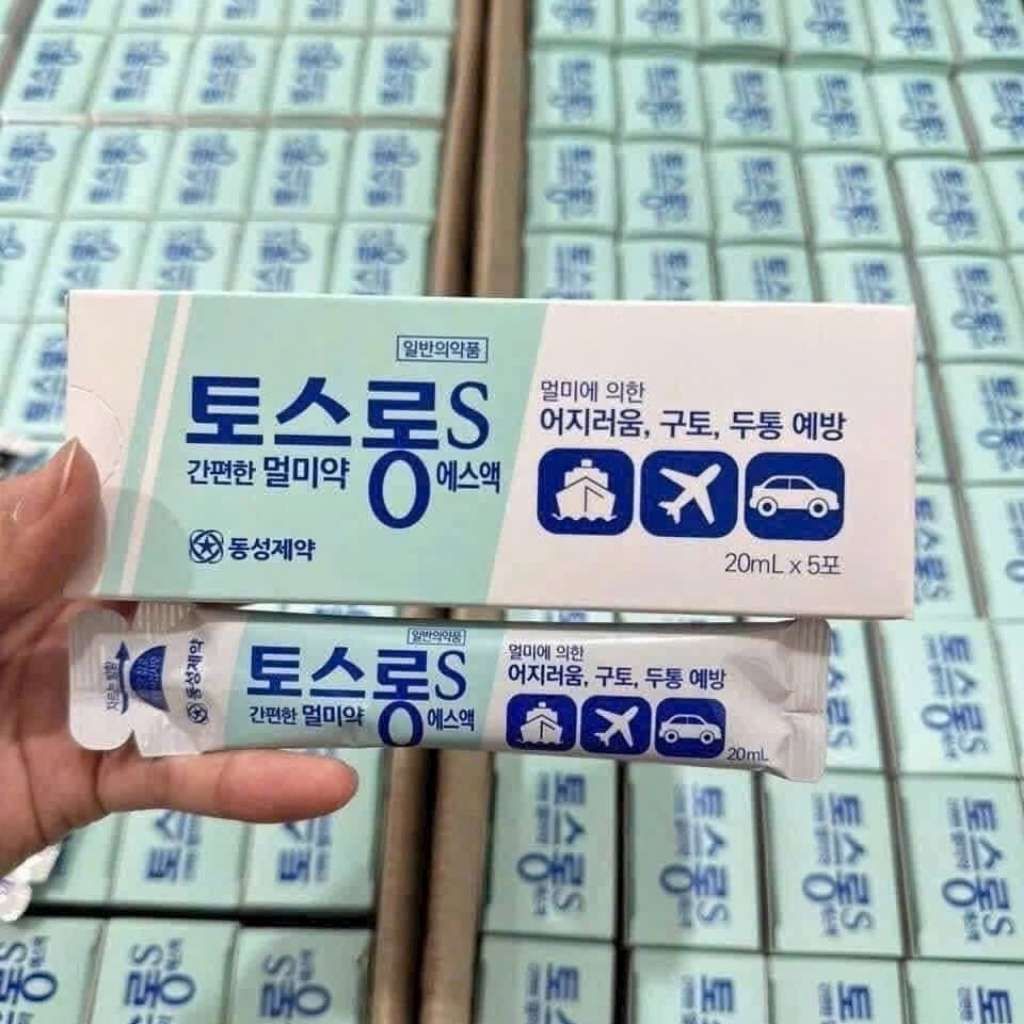 일반의약품
토스롱S
간편한 멀미약 에스액
동성제약
멀미에 의한
어지러움, 구토, 두통 예방
20mL x 5포
동성제약
일반의약품
토스롱S
간편한 멀미약 에스액
멀미에 의한
어지러움, 구토, 두통 예방
20mL